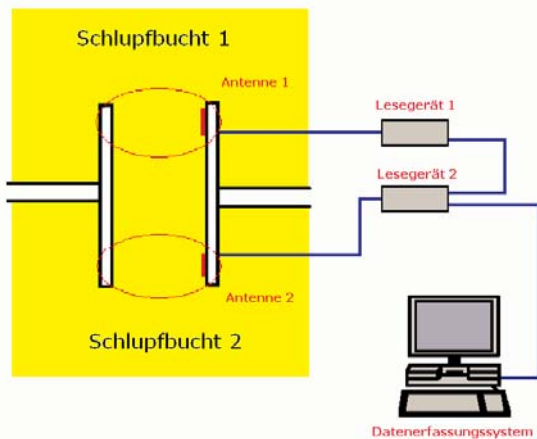 Schlupfbucht 1
Antenne 1
Lesegerät 1
Lesegerät 2
Antenne 2
Schlupfbucht 2
Datenerfassungssystem